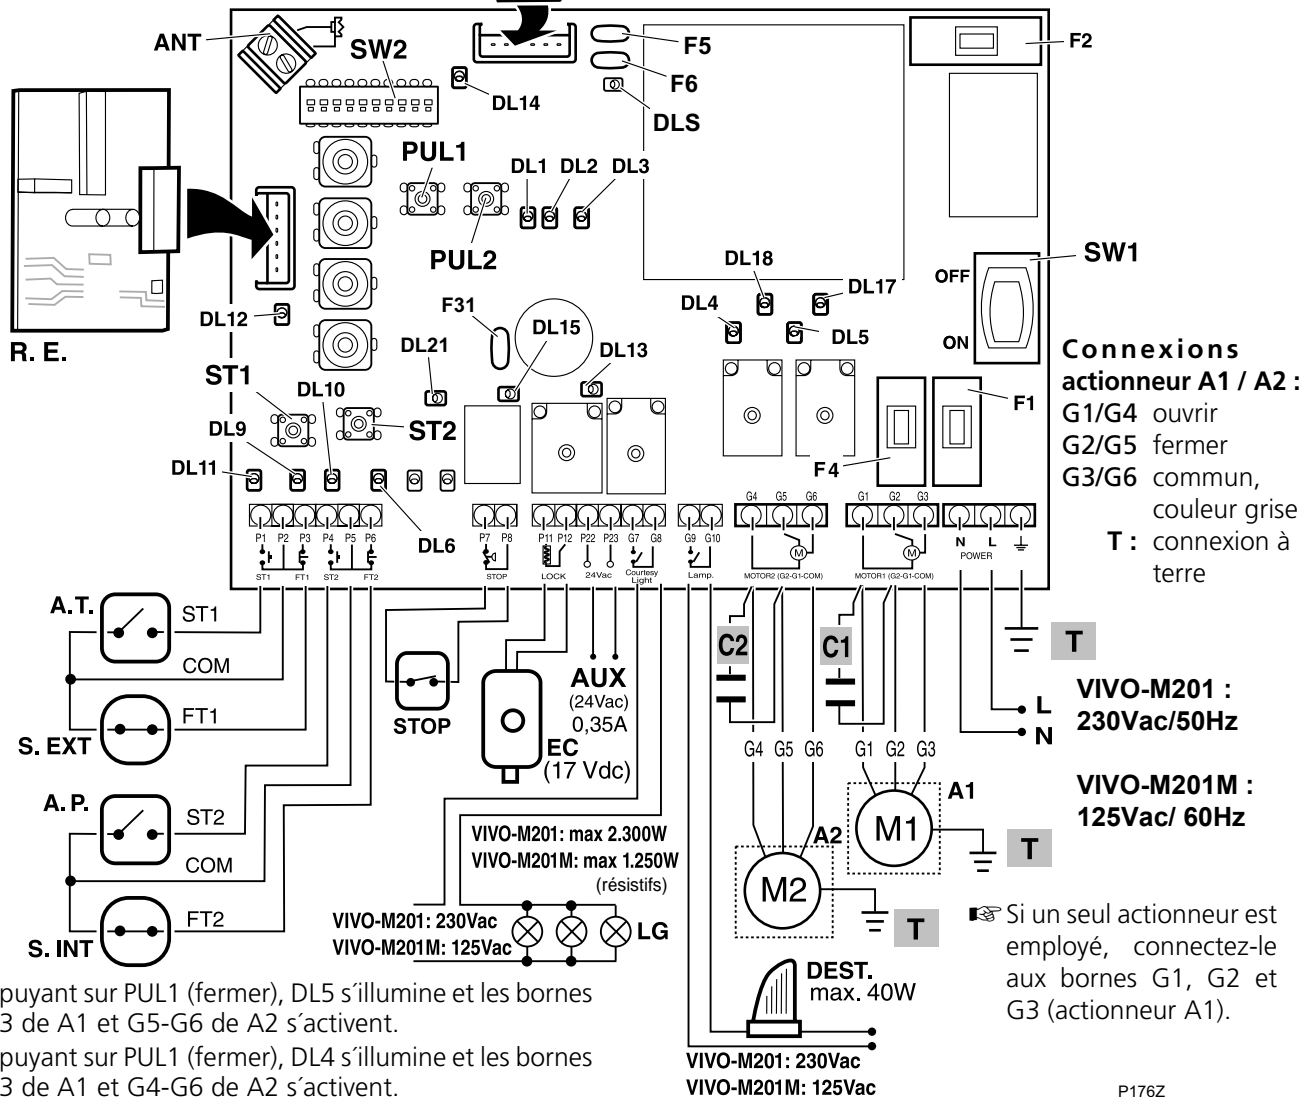 ANT
SW2
F5
F6
F2
DL14
DLS
PUL1
DL1 DL2 DL3
PUL2
DL18
OFF
SW1
DL17
DL12
F31
DL15
DL4
DL5
ON
R. E.
DL21
DL13
ST1
DL10
F1
DL9
ST2
DL11
F4
DL6
Connexions
actionneur A1 / A2 :
G1/G4 ouvrir
G2/G5 fermer
G3/G6 commun,
couleur grise
T : connexion à
terre
G4 G5 G6 G1 G2 G3
P1 P2 P3 P4 P5 P6 P7 P8 P11 P12 P22 P23 G7 G8 G9 G10
M M
N L
POWER
ST1 FT1 ST2 FT2 STOP LOCK 24Vac Courtesy
Light
Lamp. MOTOR2 (G2-G1-COM) MOTOR1 (G2-G1-COM)
A.T.
ST1
COM
FT1
S. EXT
A.P.
ST2
COM
FT2
S. INT
STOP
EC
(17 Vdc)
AUX
(24Vac)
0,35A
C2
C1
T
L
N
VIVO-M201 :
230Vac/50Hz
VIVO-M201M :
125Vac/ 60Hz
G4 G5 G6 G1 G2 G3
A1
M1
T
A2
M2
T
VIVO-M201: max 2.300W
VIVO-M201M: max 1.250W
(résistifs)
VIVO-M201: 230Vac
VIVO-M201M: 125Vac
LG
DEST.
max. 40W
VIVO-M201: 230Vac
VIVO-M201M: 125Vac
☞ Si un seul actionneur est
employé, connectez-le
aux bornes G1, G2 et
G3 (actionneur A1).
puyant sur PUL1 (fermer), DL5 s´illumine et les bornes
3 de A1 et G5-G6 de A2 s´activent.
puyant sur PUL1 (fermer), DL4 s´illumine et les bornes
3 de A1 et G4-G6 de A2 s´activent.
P176Z